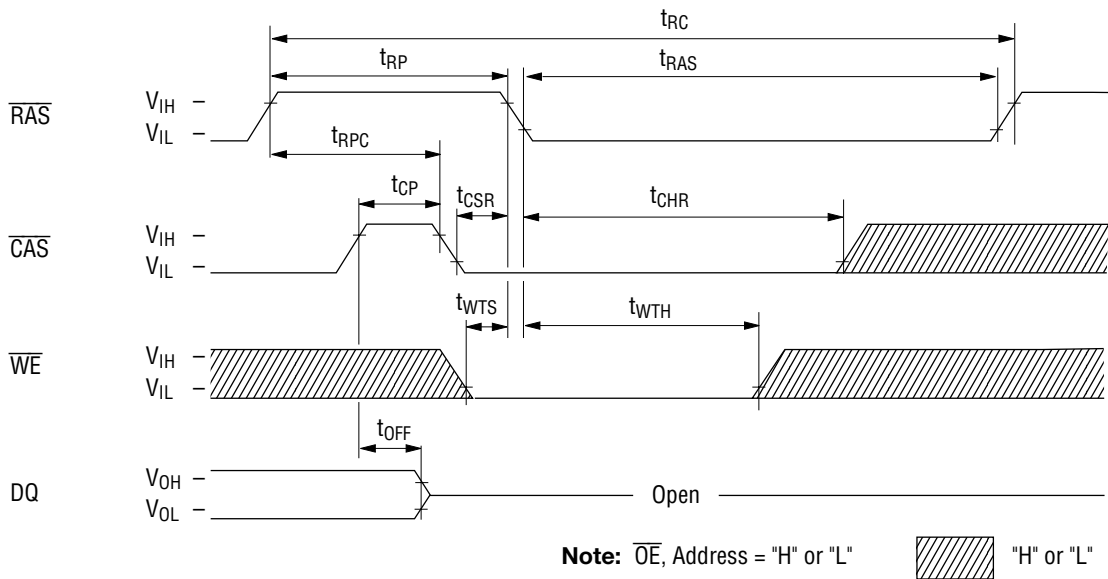 tRC
tRP
tRAS
RAS
VIH
VIL
tRPC
tCP
tCSR
tCHR
CAS
VIH
VIL
tWTS
tWTH
WE
VIH
VIL
tOFF
DQ
VOH
VOL
Open
Note: OE, Address = "H" or "L"
"H" or "L"